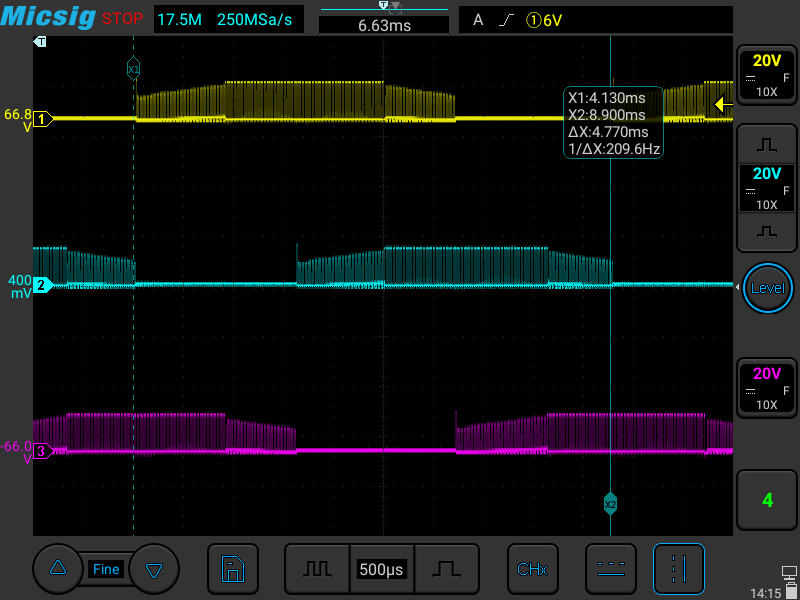 Micsig STOP 17.5M 250MSa/s 6.63ms A ①6V
T
X1
20V
F
10X
66.8 V
1
X1:4.130ms
X2:8.900ms
ΔX:4.770ms
1/ΔX:209.6Hz
20V
F
10X
400 mV
2
Level
20V
F
10X
-66.0 V
3
X2
4
Fine
500µs
CHx
14:15